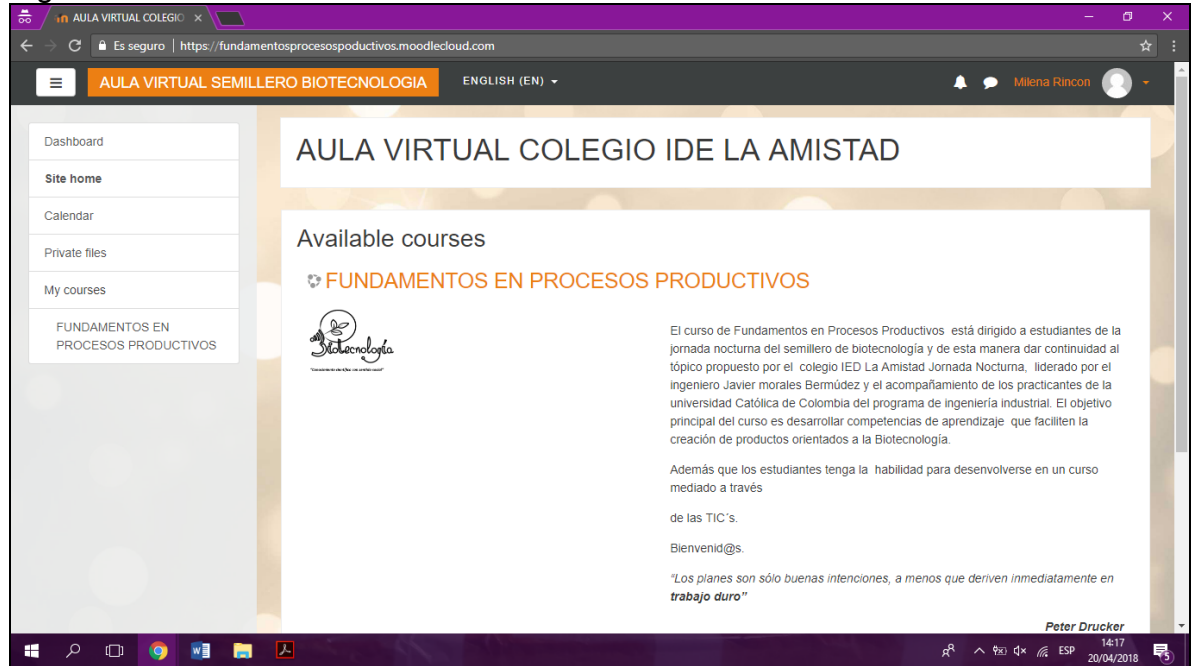 AULA VIRTUAL COLEGIO
Es seguro | https://fundamentosprocesospoductivos.moodlecloud.com
AULA VIRTUAL SEMILLERO BIOTECNOLOGIA
ENGLISH (EN)
Milena Rincon
Dashboard
Site home
Calendar
Private files
My courses
FUNDAMENTOS EN
PROCESOS PRODUCTIVOS
AULA VIRTUAL COLEGIO IDE LA AMISTAD
Available courses
FUNDAMENTOS EN PROCESOS PRODUCTIVOS
Biotecnología
El curso de Fundamentos en Procesos Productivos está dirigido a estudiantes de la
jornada nocturna del semillero de biotecnología y de esta manera dar continuidad al
tópico propuesto por el colegio IED La Amistad Jornada Nocturna, liderado por el
ingeniero Javier morales Bermúdez y el acompañamiento de los practicantes de la
universidad Católica de Colombia del programa de ingeniería industrial. El objetivo
principal del curso es desarrollar competencias de aprendizaje que faciliten la
creación de productos orientados a la Biotecnología.
Además que los estudiantes tenga la habilidad para desenvolverse en un curso
mediado a través
de las TIC´s.
Bienvenid@s.
"Los planes son sólo buenas intenciones, a menos que deriven inmediatamente en
trabajo duro"
Peter Drucker
ESP
14:17
20/04/2018
5